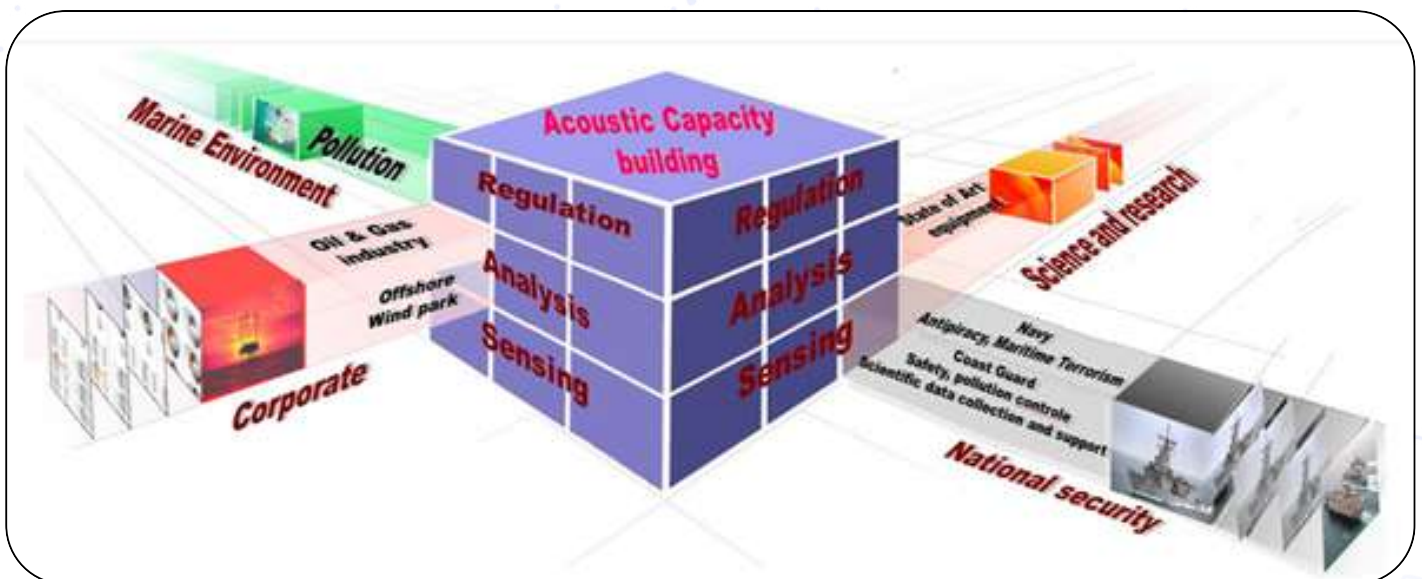 Acoustic Capacity
building
Regulation
Analysis
Sensing
Regulation
Analysis
Sensing
Marine Environment
Pollution
Oil & Gas
industry
Offshore
Wind park
Corporate
State of Art
equipment
Science and research
Navy
Antipiracy, Maritime Terrorism
Coast Guard
Safety, pollution controle
Scientific data collection and support
National security